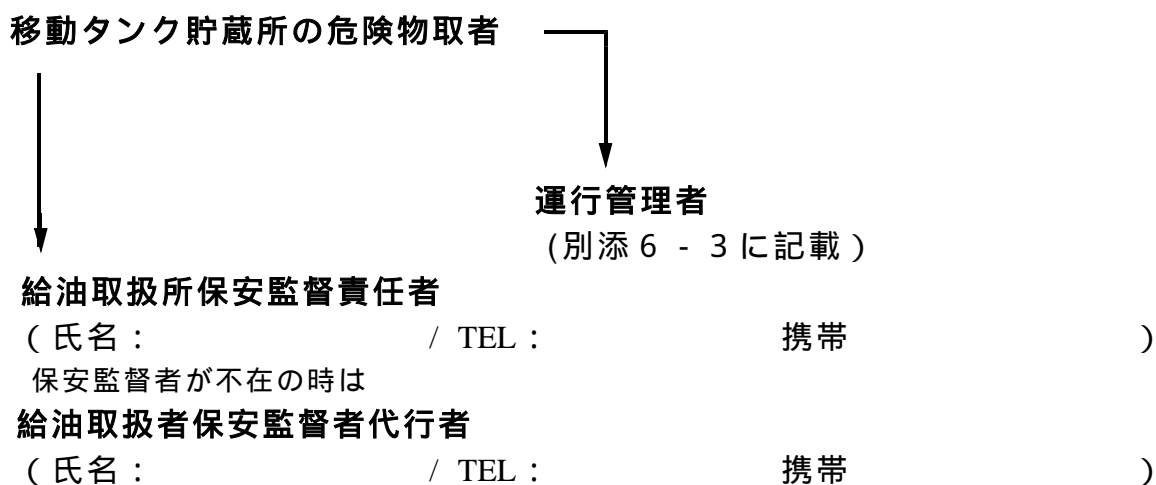 移動タンク貯蔵所の危険物取者
運行管理者
(別添６‐３に記載)
給油取扱所保安監督責任者
(氏名： / TEL： 携帯 )
保安監督者が不在の時は
給油取扱者保安監督者代行者
(氏名： / TEL： 携帯 )